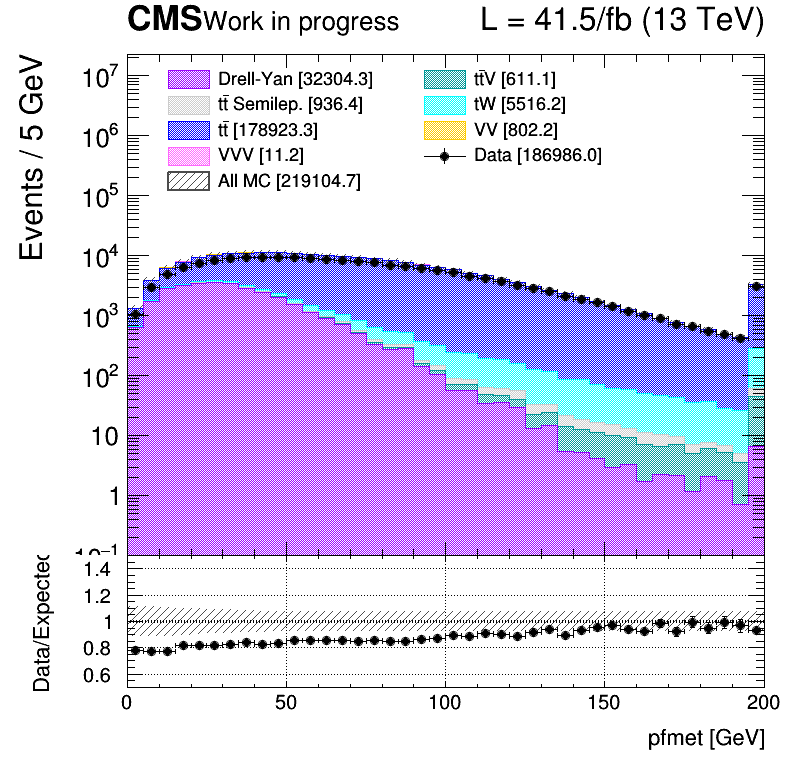 CMS Work in progress L = 41.5/fb (13 TeV)
Events / 5 GeV
Drell-Yan [32304.3] tt̄V [611.1]
tt̄ Semilep. [936.4] tW [5516.2]
tt̄ [178923.3] VV [802.2]
VVV [11.2] Data [186986.0]
All MC [219104.7]
10⁷
10⁶
10⁵
10⁴
10³
10²
10
1
10⁻¹
Data/Expected
1.4
1.2
1
0.8
0.6
0 50 100 150 200
pfmet [GeV]